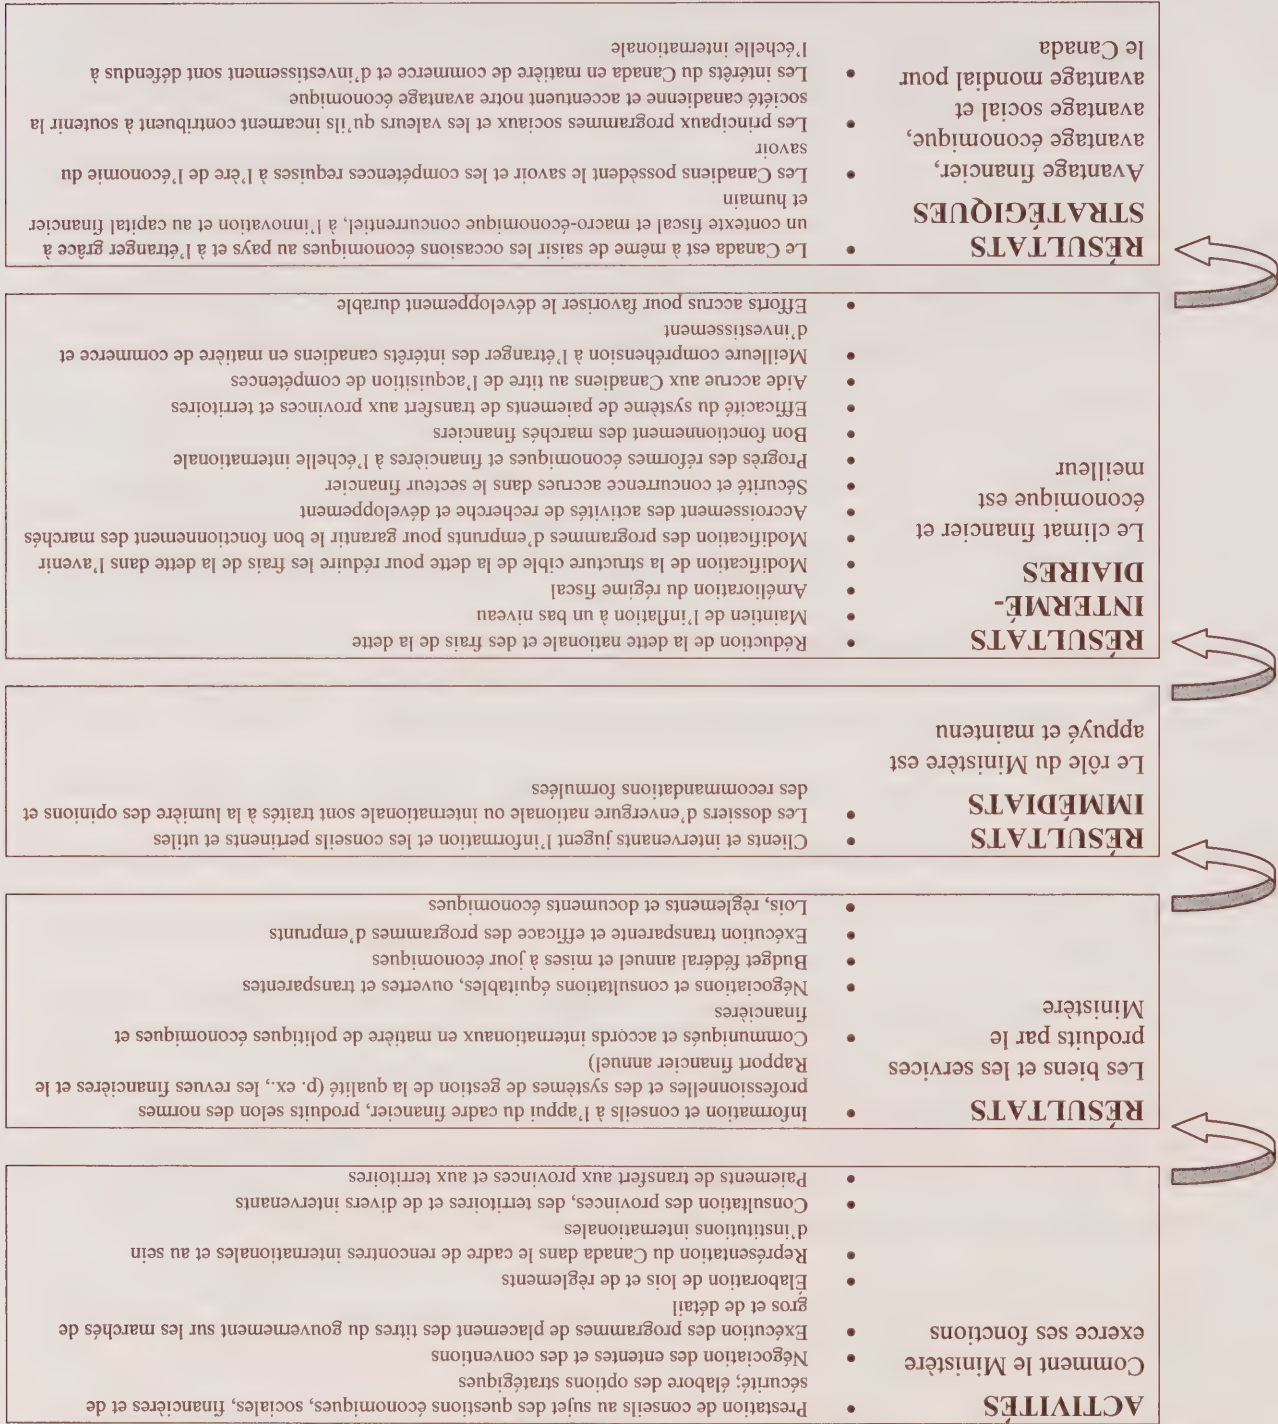 ACTIVITÉS
Comment le Ministère
exerce ses fonctions
• Prestation de conseils au sujet des questions économiques, sociales, financières et de
sécurité; élabore des options stratégiques
• Négociation des ententes et des conventions
• Exécution des programmes de placement des titres du gouvernement sur les marchés de
gros et de détail
• Élaboration de lois et de règlements
• Représentation du Canada dans le cadre de rencontres internationales et au sein
d'institutions internationales
• Consultation des provinces, des territoires et de divers intervenants
• Paiements de transfert aux provinces et aux territoires
RÉSULTATS
Les biens et les services
produits par le
Ministère
• Information et conseils à l'appui du cadre financier, produits selon des normes
professionnelles et des systèmes de gestion de la qualité (p. ex., les revues financières et le
Rapport financier annuel)
• Communiqués et accords internationaux en matière de politiques économiques et
financières
• Négociations et consultations équitables, ouvertes et transparentes
• Budget fédéral annuel et mises à jour économiques
• Exécution transparente et efficace des programmes d'emprunts
• Lois, règlements et documents économiques
RÉSULTATS
IMMÉDIATS
Le rôle du Ministère est
appuyé et maintenu
• Clients et intervenants jugent l'information et les conseils pertinents et utiles
• Les dossiers d'envergure nationale ou internationale sont traités à la lumière des opinions et
des recommandations formulées
RÉSULTATS
INTERMÉ-
DIAIRES
Le climat financier et
économique est
meilleur
• Réduction de la dette nationale et des frais de la dette
• Maintien de l'inflation à un bas niveau
• Amélioration du régime fiscal
• Modification de la structure cible de la dette pour réduire les frais de la dette dans l'avenir
• Modification des programmes d'emprunts pour garantir le bon fonctionnement des marchés
• Accroissement des activités de recherche et développement
• Sécurité et concurrence accrues dans le secteur financier
• Progrès des réformes économiques et financières à l'échelle internationale
• Bon fonctionnement des marchés financiers
• Efficacité du système de paiements de transfert aux provinces et territoires
• Aide accrue aux Canadiens au titre de l'acquisition de compétences
• Meilleure compréhension à l'étranger des intérêts canadiens en matière de commerce et
d'investissement
• Efforts accrus pour favoriser le développement durable
RÉSULTATS
STRATÉGIQUES
Avantage financier,
avantage économique,
avantage social et
avantage mondial pour
le Canada
• Le Canada est à même de saisir les occasions économiques au pays et à l'étranger grâce à
un contexte fiscal et macro-économique concurrentiel, à l'innovation et au capital financier
et humain
• Les Canadiens possèdent le savoir et les compétences requises à l'ère de l'économie du
savoir
• Les principaux programmes sociaux et les valeurs qu'ils incarnent contribuent à soutenir la
société canadienne et accentuent notre avantage économique
• Les intérêts du Canada en matière de commerce et d'investissement sont défendus à
l'échelle internationale